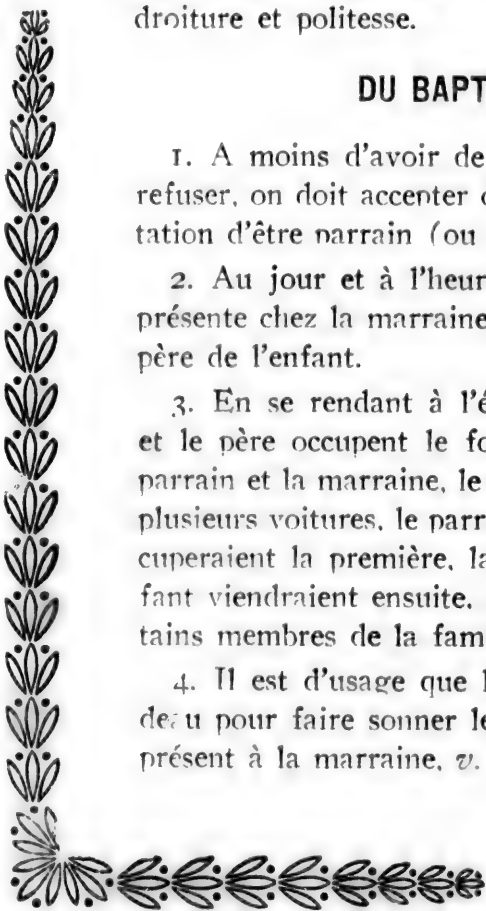 droiture et politesse.
DU BAPT
1. A moins d'avoir de
refuser, on doit accepter
tation d'être parrain (ou
2. Au jour et à l'heur
présente chez la marraine
père de l'enfant.
3. En se rendant à l'é
et le père occupent le fo
parrain et la marraine, le
plusieurs voitures, le parr
cuperaient la première, la
fant viendraient ensuite.
tains membres de la fam
4. Il est d'usage que l
pour faire sonner le
présent à la marraine, v.